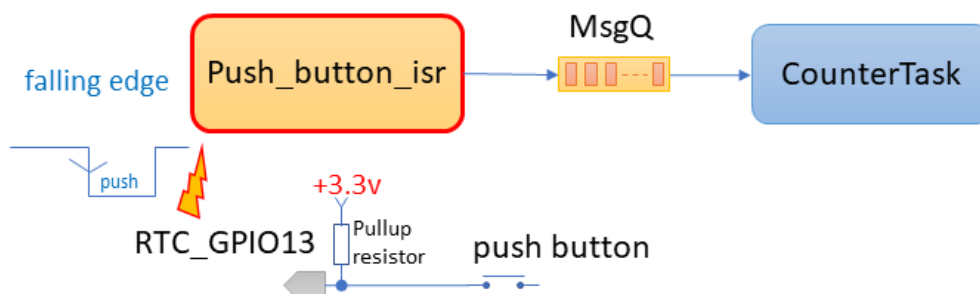 MsgQ
Push_button_isr
CounterTask
falling edge
push
+3.3v
RTC_GPIO13
Pullup
resistor
push button